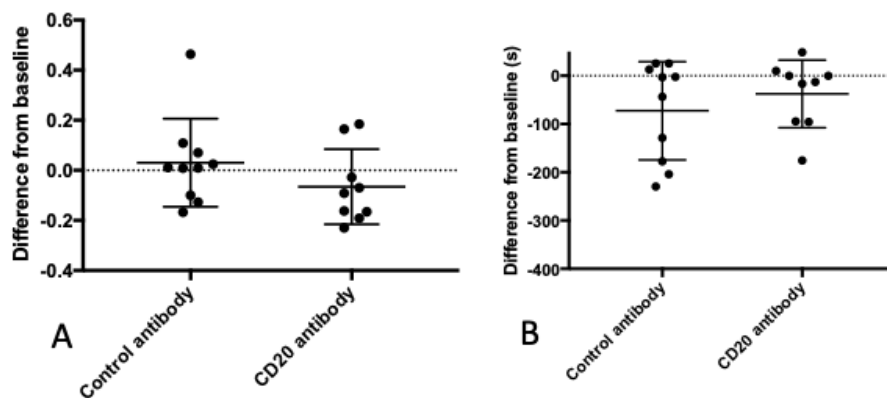 Difference from baseline
0.6
0.4
0.2
0.0
-0.2
-0.4
Control antibody
CD20 antibody
A
Difference from baseline (s)
0
-100
-200
-300
-400
Control antibody
CD20 antibody
B